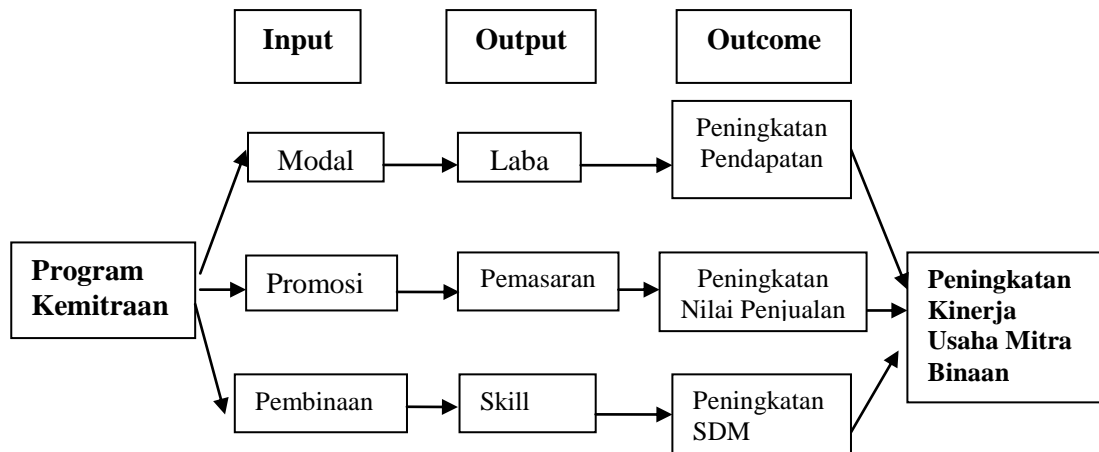 Input
Output
Outcome
Modal
Laba
Peningkatan
Pendapatan
Program
Kemitraan
Promosi
Pemasaran
Peningkatan
Nilai Penjualan
Peningkatan
Kinerja
Usaha Mitra
Binaan
Pembinaan
Skill
Peningkatan
SDM